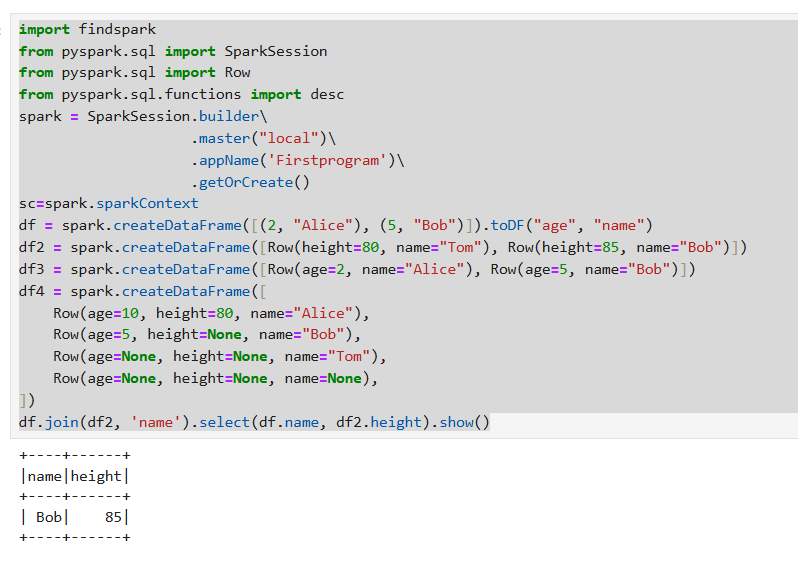 import findspark
from pyspark.sql import SparkSession
from pyspark.sql import Row
from pyspark.sql.functions import desc
spark = SparkSession.builder\
                    .master("local")\
                    .appName('Firstprogram')\
                    .getOrCreate()
sc=spark.sparkContext
df = spark.createDataFrame([(2, "Alice"), (5, "Bob")]).toDF("age", "name")
df2 = spark.createDataFrame([Row(height=80, name="Tom"), Row(height=85, name="Bob")])
df3 = spark.createDataFrame([Row(age=2, name="Alice"), Row(age=5, name="Bob")])
df4 = spark.createDataFrame([
    Row(age=10, height=80, name="Alice"),
    Row(age=5, height=None, name="Bob"),
    Row(age=None, height=None, name="Tom"),
    Row(age=None, height=None, name=None),
])
df.join(df2, 'name').select(df.name, df2.height).show()
+----+------+
|name|height|
+----+------+
| Bob|    85|
+----+------+